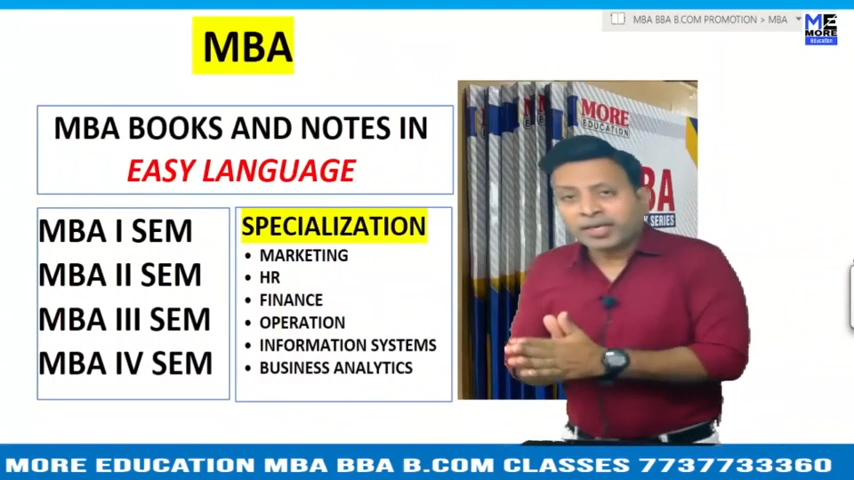 MBA
MBA BBA B.COM PROMOTION > MBA
ME
MORE
Education
MBA BOOKS AND NOTES IN
EASY LANGUAGE
MBA I SEM
MBA II SEM
MBA III SEM
MBA IV SEM
SPECIALIZATION
• MARKETING
• HR
• FINANCE
• OPERATION
• INFORMATION SYSTEMS
• BUSINESS ANALYTICS
MORE
EDUCATION
BA
SERIES
MORE EDUCATION MBA BBA B.COM CLASSES 7737733360